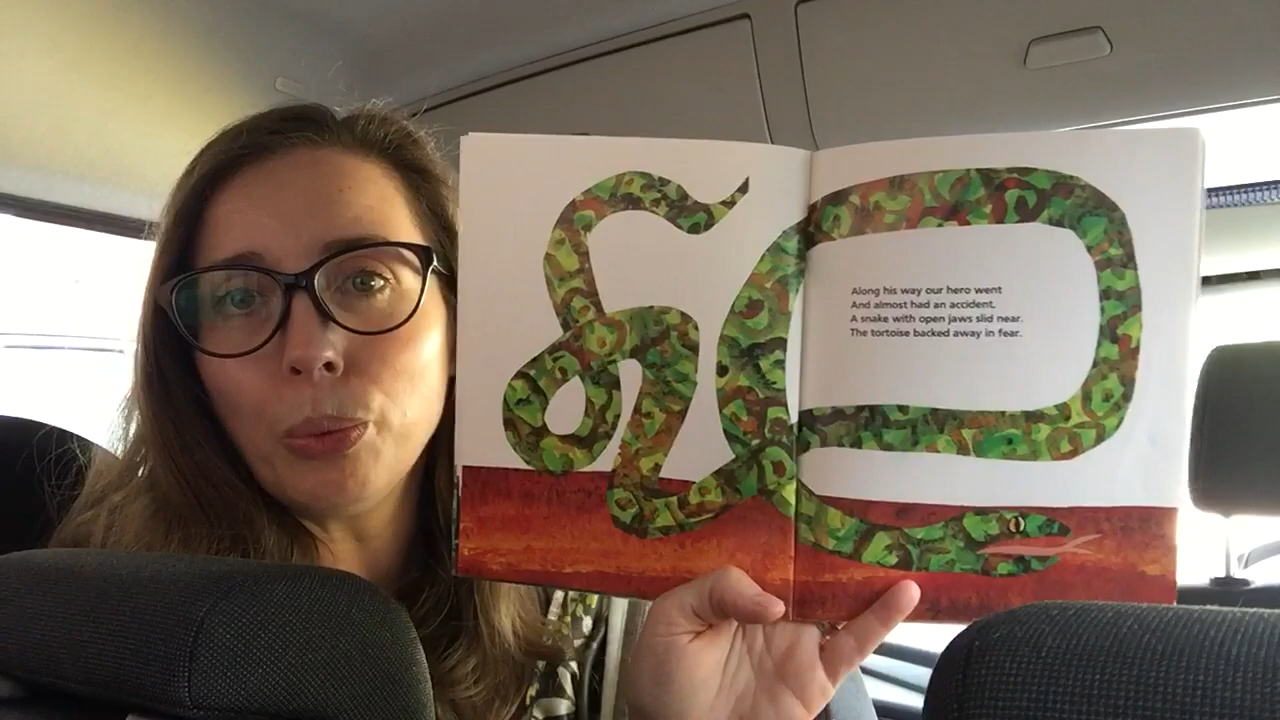 Along his way our hero went
And almost had an accident.
A snake with open jaws slid near.
The tortoise backed away in fear.